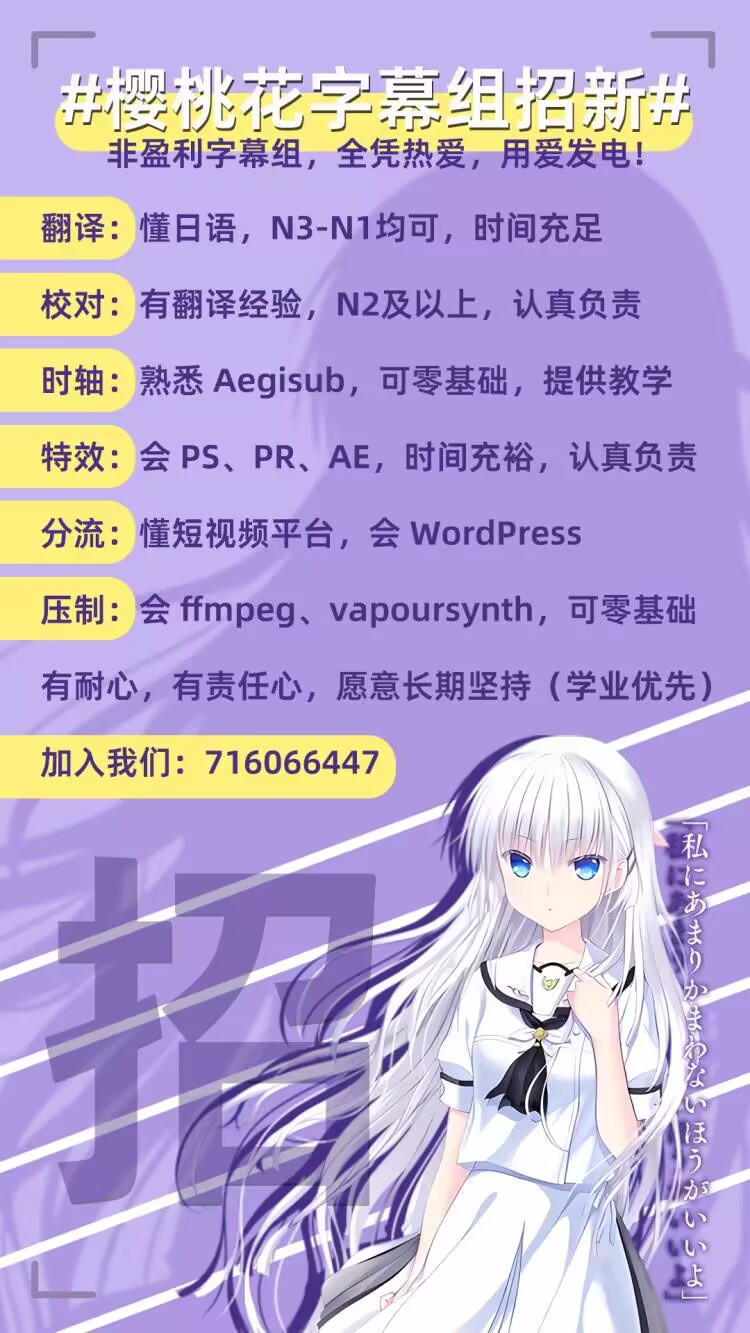 #樱桃花字幕组招新#
非盈利字幕组，全凭热爱，用爱发电！
翻译：懂日语，N3-N1均可，时间充足
校对：有翻译经验，N2及以上，认真负责
时轴：熟悉 Aegisub，可零基础，提供教学
特效：会 PS、PR、AE，时间充裕，认真负责
分流：懂短视频平台，会 WordPress
压制：会 ffmpeg、vapoursynth，可零基础
有耐心，有责任心，愿意长期坚持（学业优先）
加入我们：716066447
招
「私にあまりかまわないほうがいいよ」